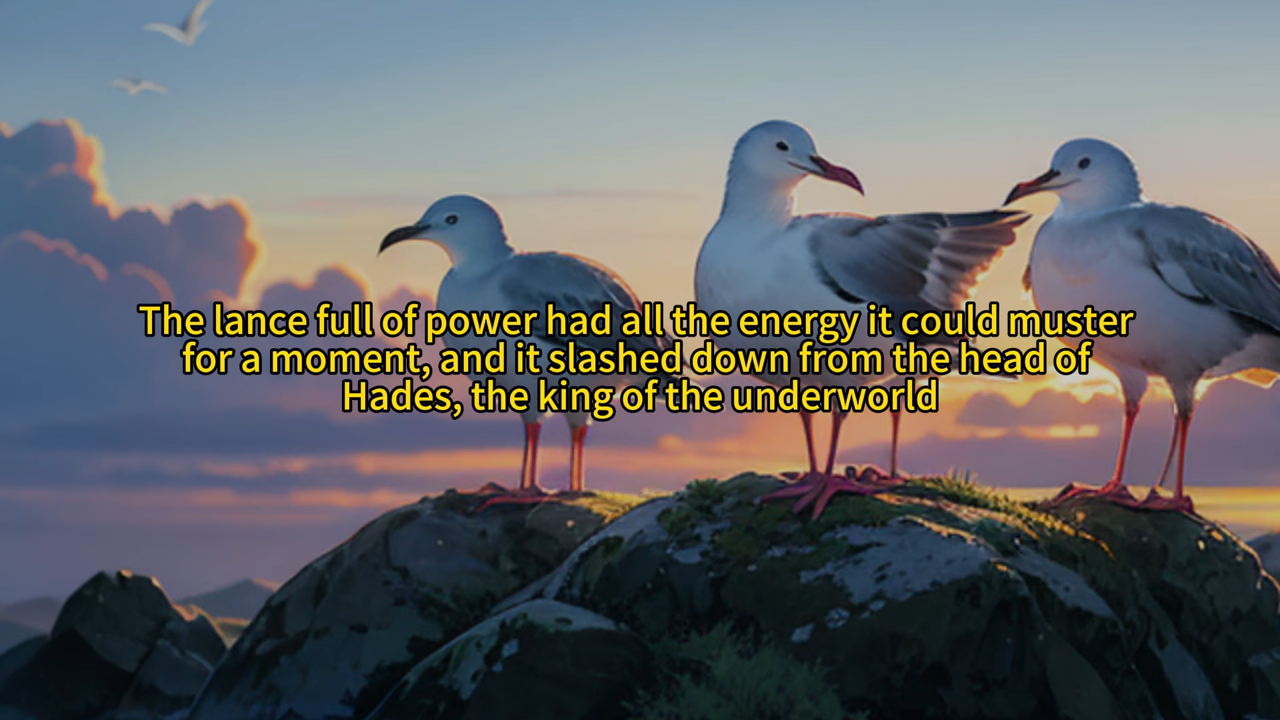 The lance full of power had all the energy it could muster
for a moment, and it slashed down from the head of
Hades, the king of the underworld